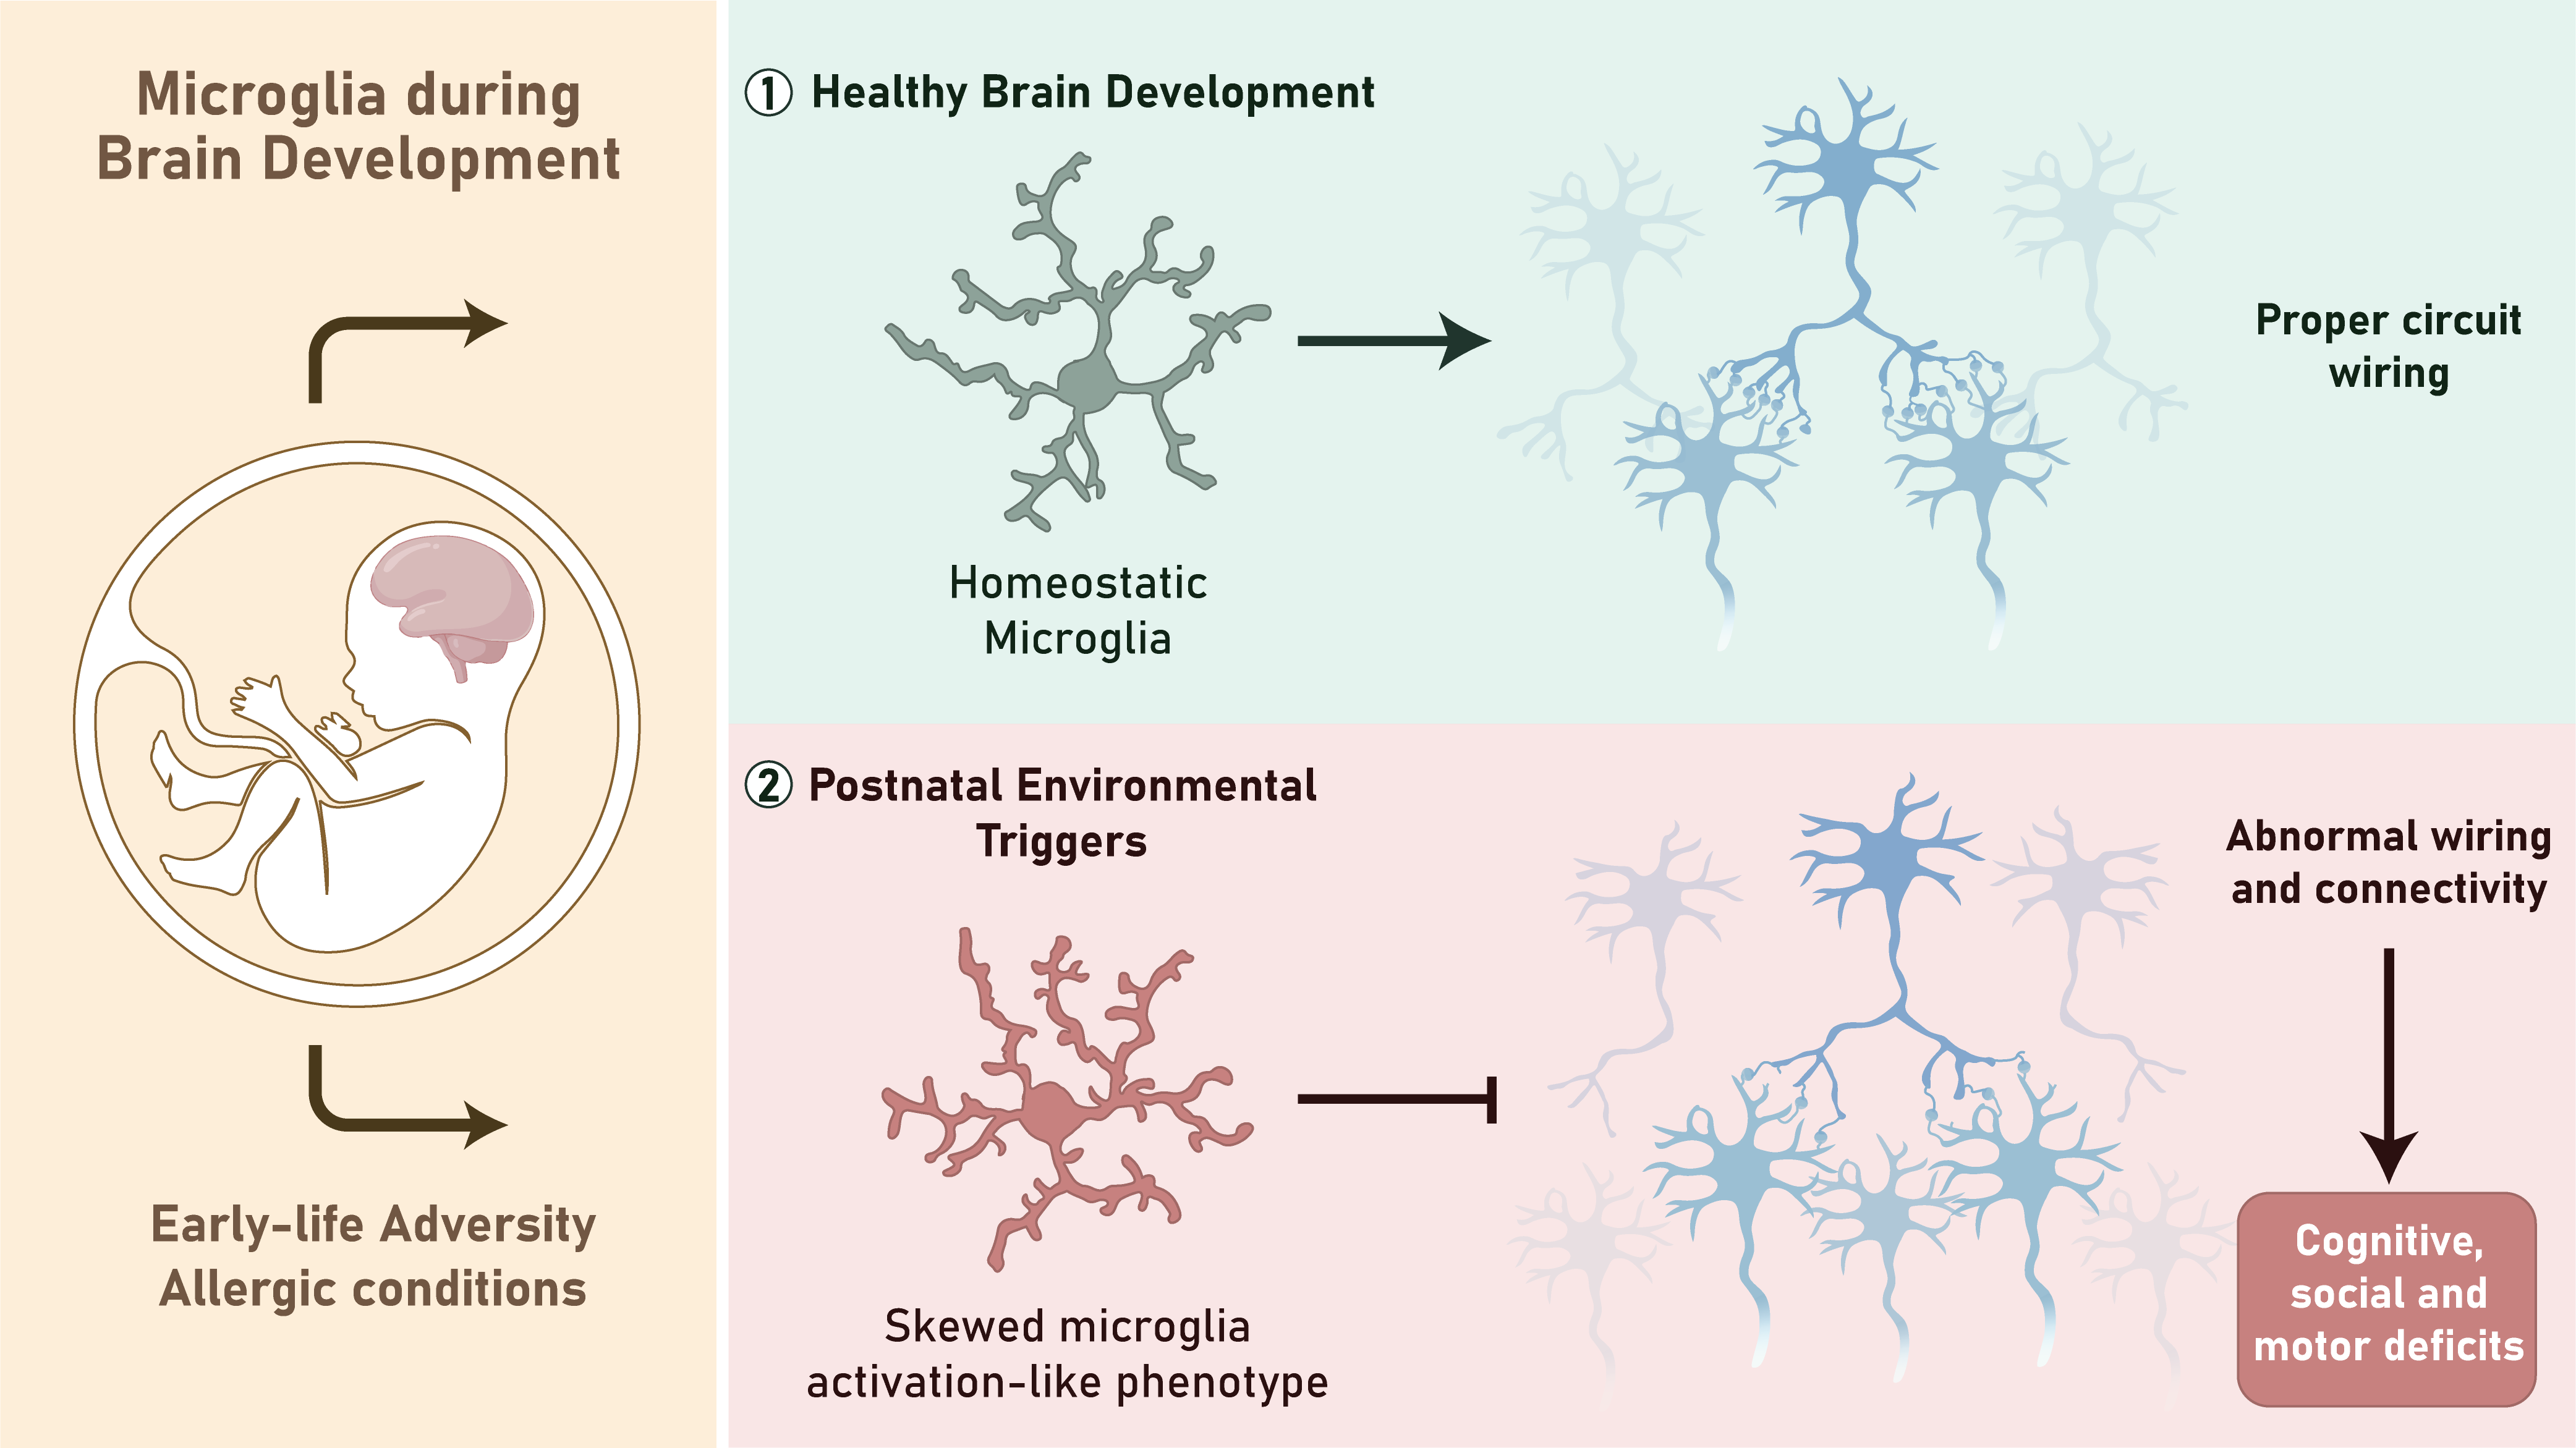 Microglia during
Brain Development
Early-life Adversity
Allergic conditions
1 Healthy Brain Development
Homeostatic
Microglia
Proper circuit
wiring
2 Postnatal Environmental
Triggers
Skewed microglia
activation-like phenotype
Abnormal wiring
and connectivity
Cognitive,
social and
motor deficits